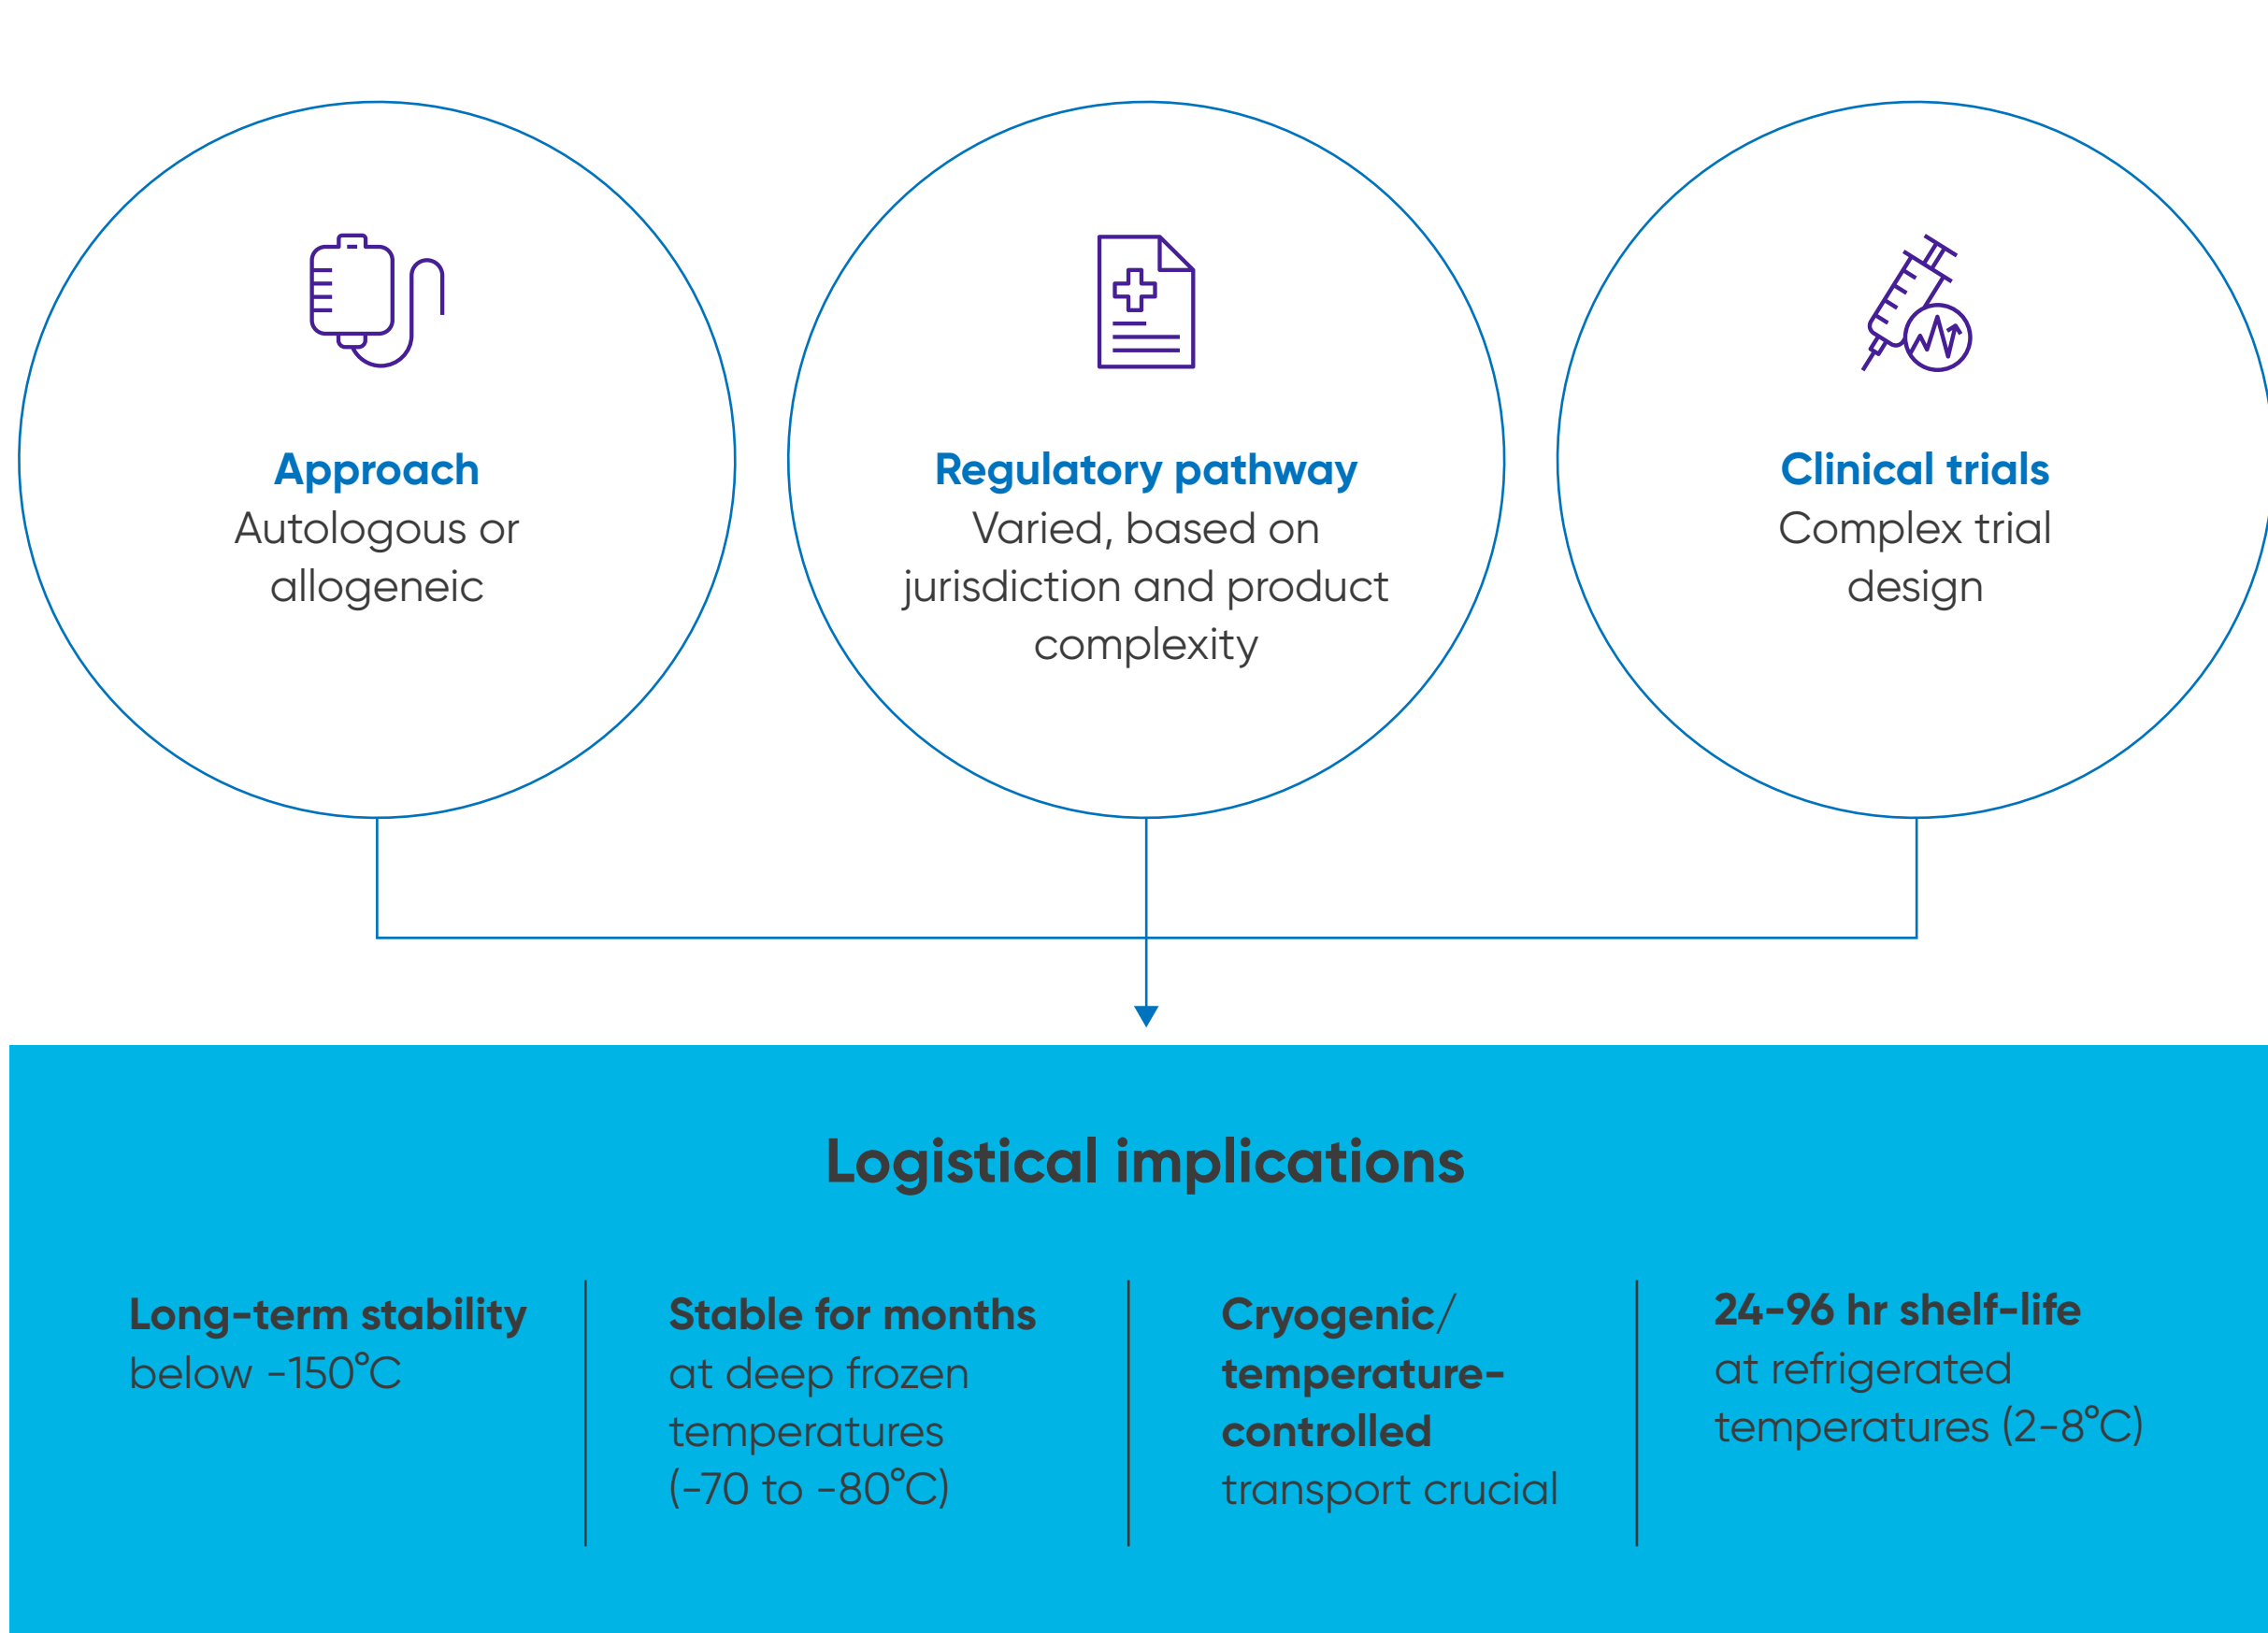 Approach
Autologous or
allogeneic
Regulatory pathway
Varied, based on
jurisdiction and product
complexity
Clinical trials
Complex trial
design
Logistical implications
Long-term stability
below -150°C
Stable for months
at deep frozen
temperatures
(-70 to -80°C)
Cryogenic/
temperature-
controlled
transport crucial
24-96 hr shelf-life
at refrigerated
temperatures (2-8°C)